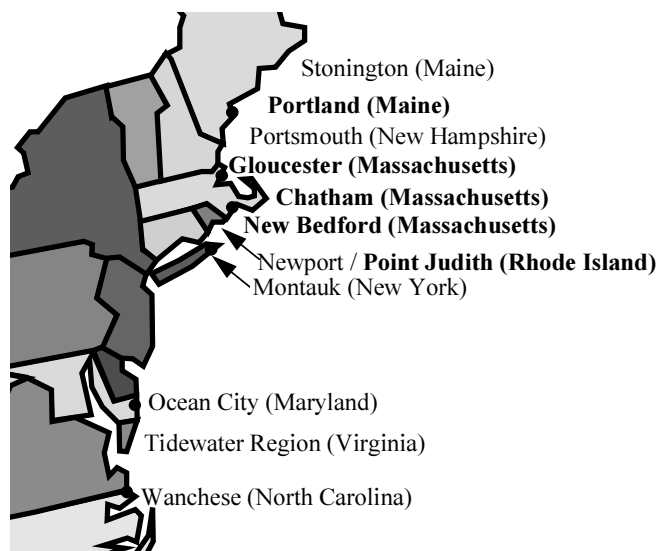 Stonington (Maine)
Portland (Maine)
Portsmouth (New Hampshire)
Gloucester (Massachusetts)
Chatham (Massachusetts)
New Bedford (Massachusetts)
Newport / Point Judith (Rhode Island)
Montauk (New York)
Ocean City (Maryland)
Tidewater Region (Virginia)
Wanchese (North Carolina)